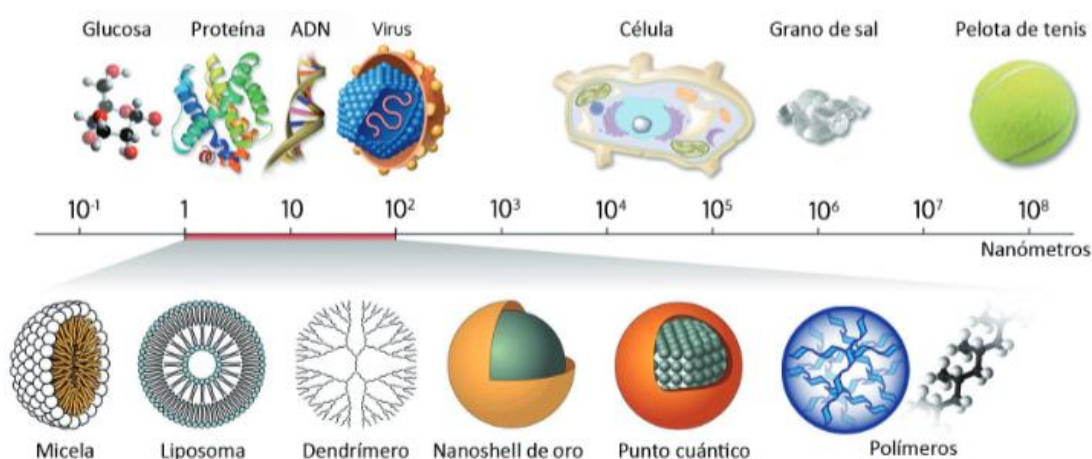 Glucosa Proteína ADN Virus Célula Grano de sal Pelota de tenis
10⁻¹ 1 10 10² 10³ 10⁴ 10⁵ 10⁶ 10⁷ 10⁸
Nanómetros
Micela Liposoma Dendrímero Nanoshell de oro Punto cuántico Polímeros